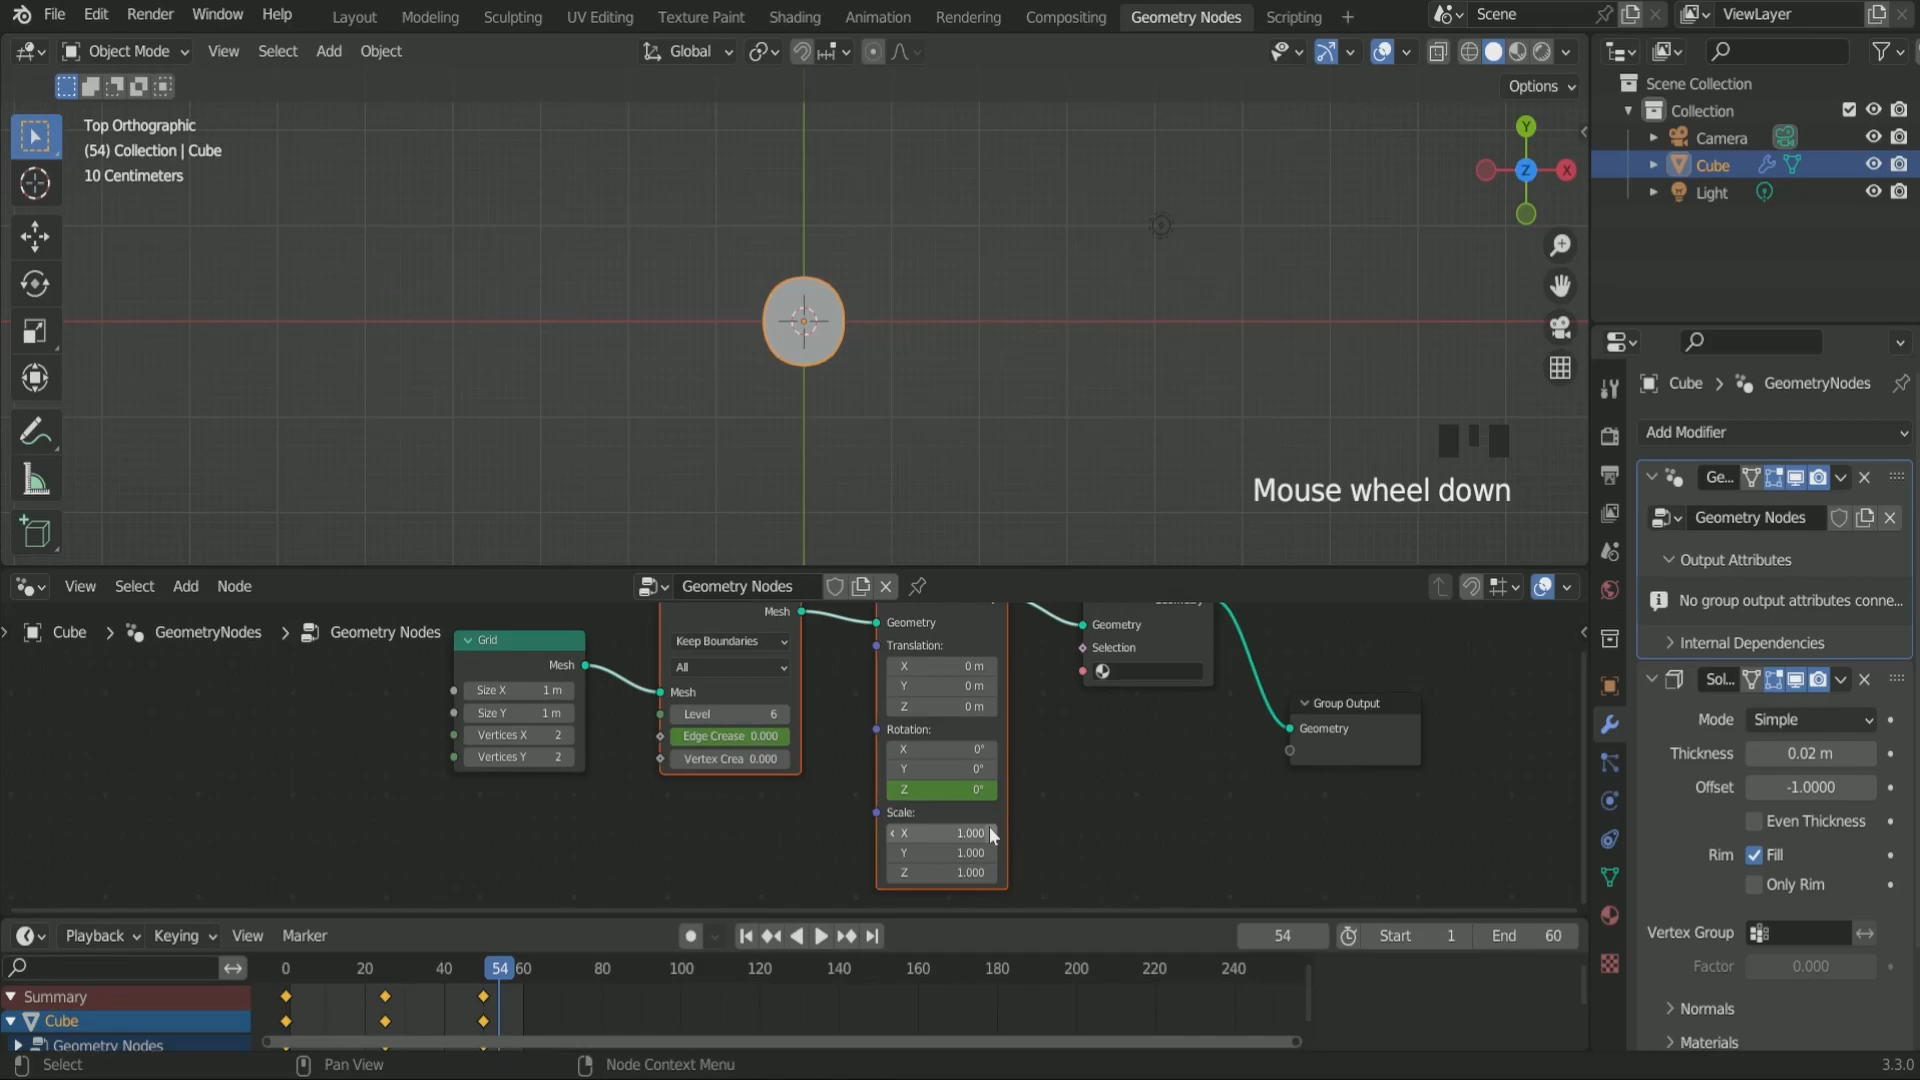 File Edit Render Window Help
Layout Modeling Sculpting UV Editing Texture Paint Shading Animation Rendering Compositing Geometry Nodes Scripting +
Scene
ViewLayer
Object Mode View Select Add Object
Global
Options
Top Orthographic
(54) Collection | Cube
10 Centimeters
Y
Z
X
Mouse wheel down
Scene Collection
Collection
Camera
Cube
Light
Cube > GeometryNodes
Add Modifier
Ge...
Geometry Nodes
Output Attributes
No group output attributes conne...
Internal Dependencies
Sol...
Mode Simple
Thickness 0.02 m
Offset -1.0000
Even Thickness
Rim Fill
Only Rim
Vertex Group
Factor 0.000
Normals
Materials
View Select Add Node
Geometry Nodes
Cube > GeometryNodes > Geometry Nodes
Grid
Mesh
Size X 1 m
Size Y 1 m
Vertices X 2
Vertices Y 2
Mesh
Keep Boundaries
All
Mesh
Level 6
Edge Crease 0.000
Vertex Crea 0.000
Geometry
Translation:
X 0 m
Y 0 m
Z 0 m
Rotation:
X 0°
Y 0°
Z 0°
Scale:
X 1.000
Y 1.000
Z 1.000
Geometry
Selection
Group Output
Geometry
Playback Keying View Marker
54
Start 1
End 60
0 20 40 54 60 80 100 120 140 160 180 200 220 240
Summary
Cube
Geometry Nodes
Select
Pan View
Node Context Menu
3.3.0